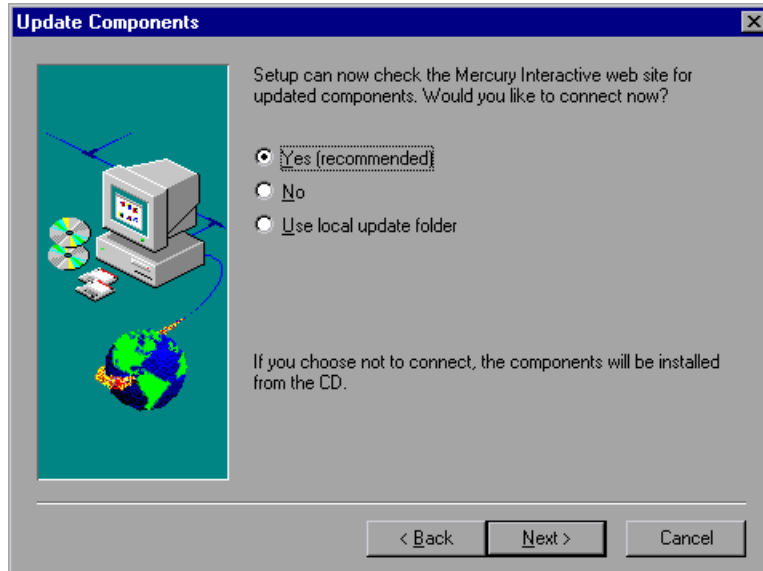 Update Components
Setup can now check the Mercury Interactive web site for
updated components. Would you like to connect now?
Yes (recommended)
No
Use local update folder
If you choose not to connect, the components will be installed
from the CD.
< Back
Next >
Cancel